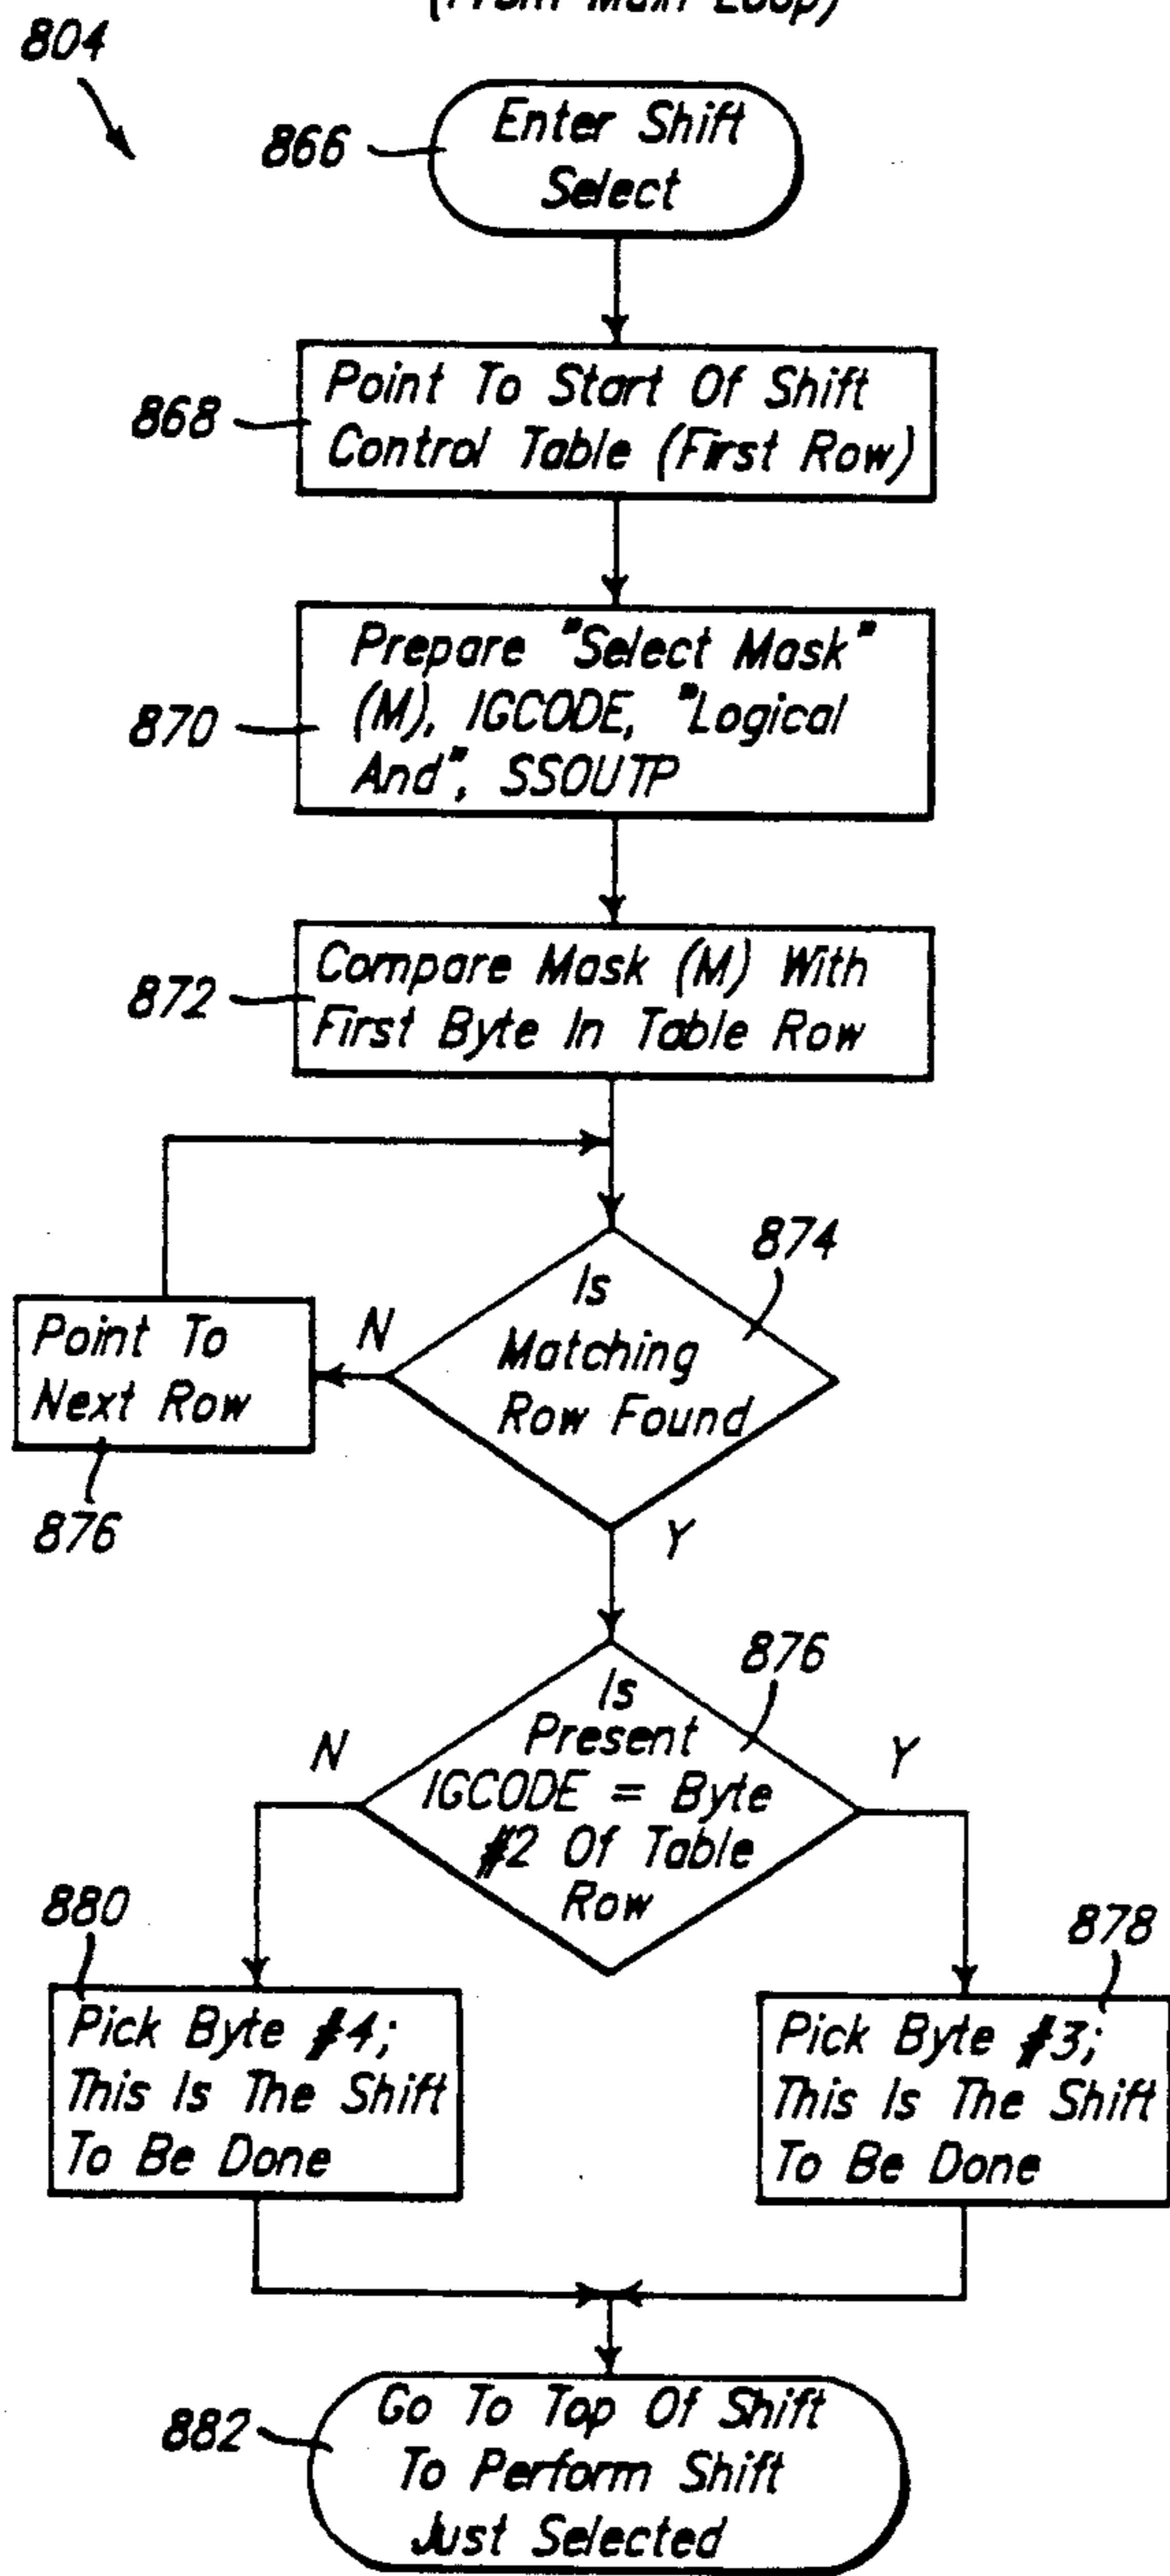 (From Main Loop)
804
866
Enter Shift
Select
868
Point To Start Of Shift
Control Table (First Row)
870
Prepare "Select Mask"
(M), IGCODE, "Logical
And", SSOUTP
872
Compare Mask (M) With
First Byte In Table Row
874
Is
Matching
Row Found
N
Point To
Next Row
876
Y
876
Is
Present
IGCODE = Byte
#2 Of Table
Row
N
Y
880
Pick Byte #4;
This Is The Shift
To Be Done
878
Pick Byte #3;
This Is The Shift
To Be Done
882
Go To Top Of Shift
To Perform Shift
Just Selected